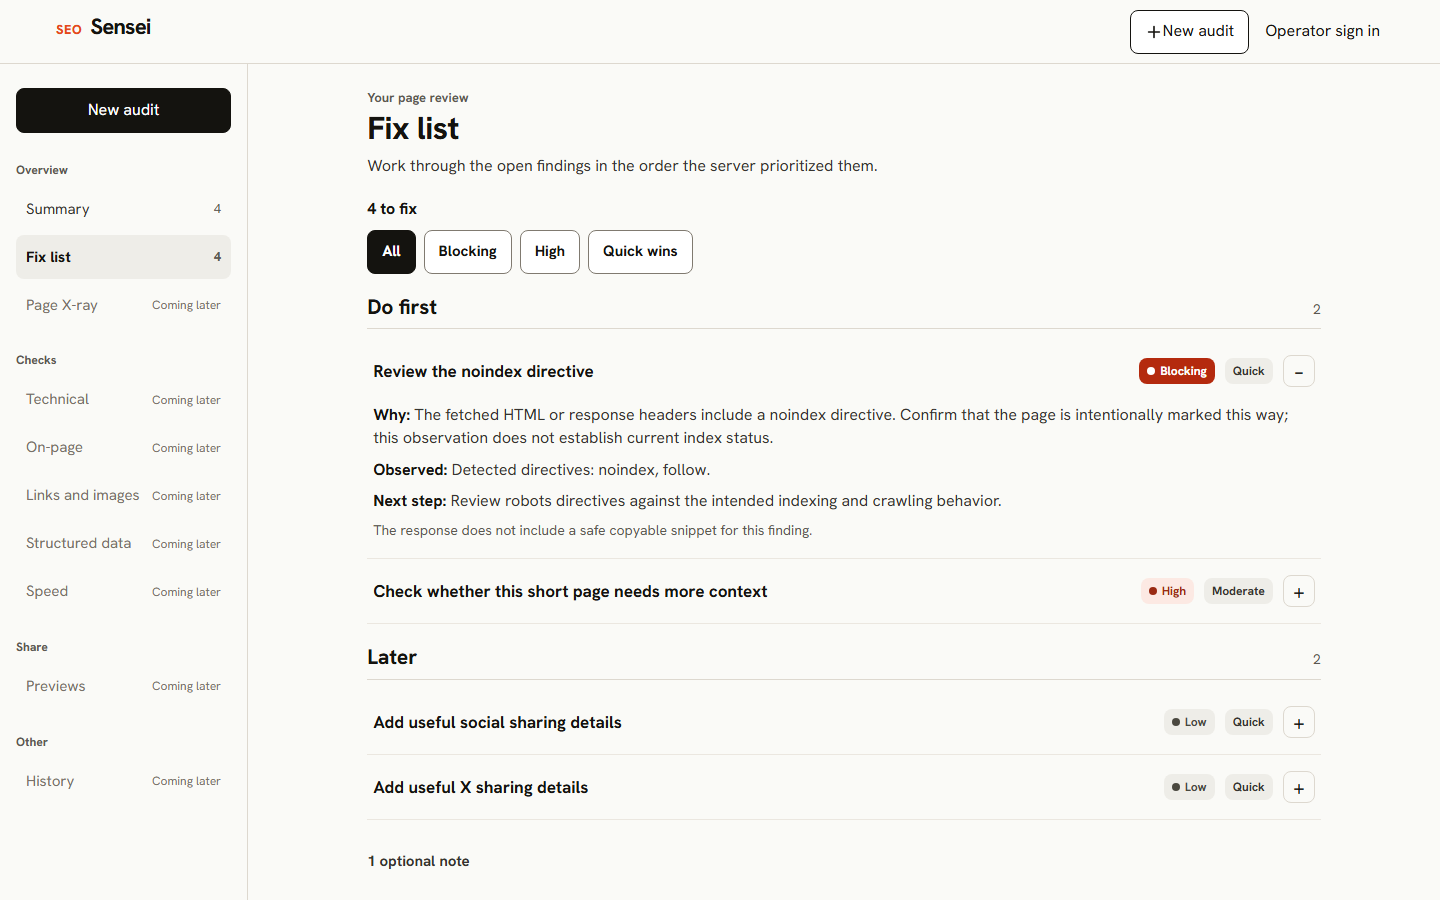 SEO Sensei
+ New audit
Operator sign in
New audit
Overview
Summary 4
Fix list 4
Page X-ray Coming later
Checks
Technical Coming later
On-page Coming later
Links and images Coming later
Structured data Coming later
Speed Coming later
Share
Previews Coming later
Other
History Coming later
Your page review
Fix list
Work through the open findings in the order the server prioritized them.
4 to fix
All Blocking High Quick wins
Do first 2
Review the noindex directive Blocking Quick −
Why: The fetched HTML or response headers include a noindex directive. Confirm that the page is intentionally marked this way;
this observation does not establish current index status.
Observed: Detected directives: noindex, follow.
Next step: Review robots directives against the intended indexing and crawling behavior.
The response does not include a safe copyable snippet for this finding.
Check whether this short page needs more context High Moderate +
Later 2
Add useful social sharing details Low Quick +
Add useful X sharing details Low Quick +
1 optional note